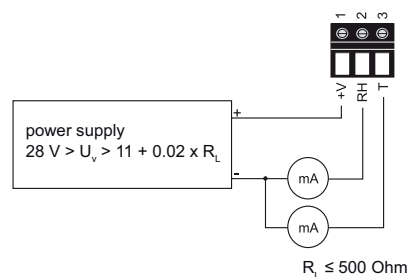 1 2 3
+V RH T
power supply
28 V > Uv > 11 + 0.02 x RL
+
-
mA
mA
RL ≤ 500 Ohm